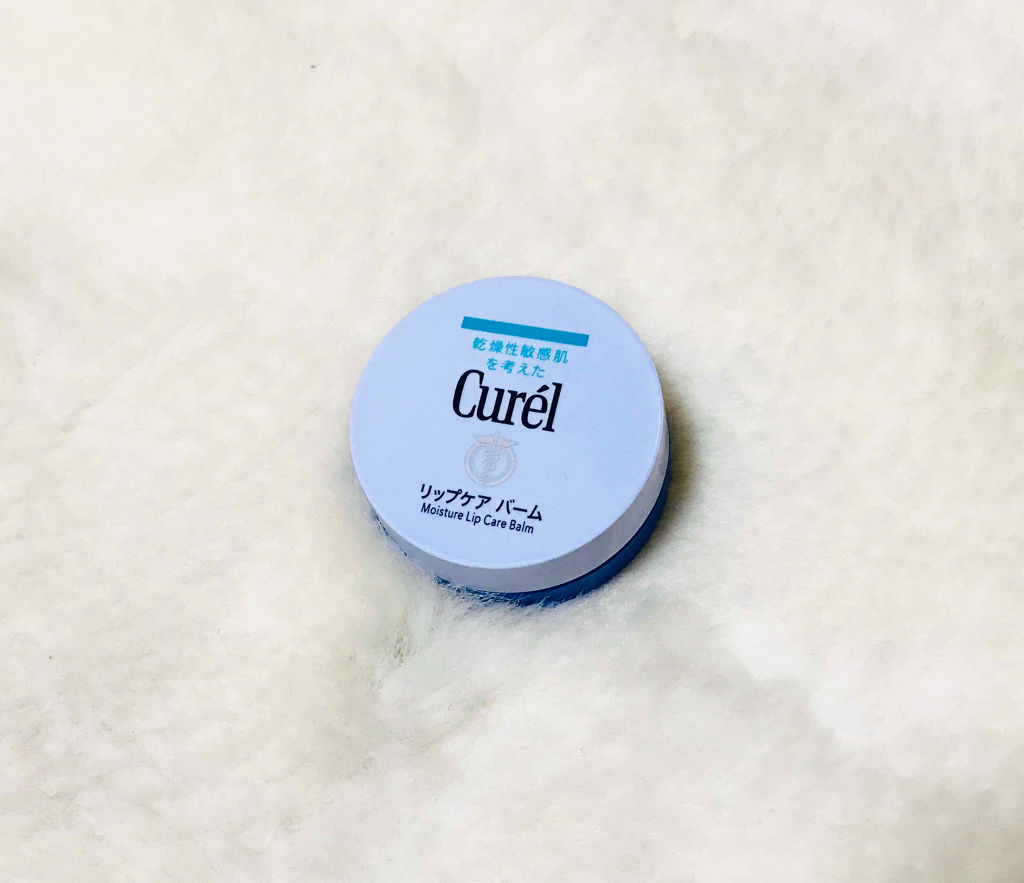 乾燥性敏感肌
を考えた
Curél
リップケア バーム
Moisture Lip Care Balm